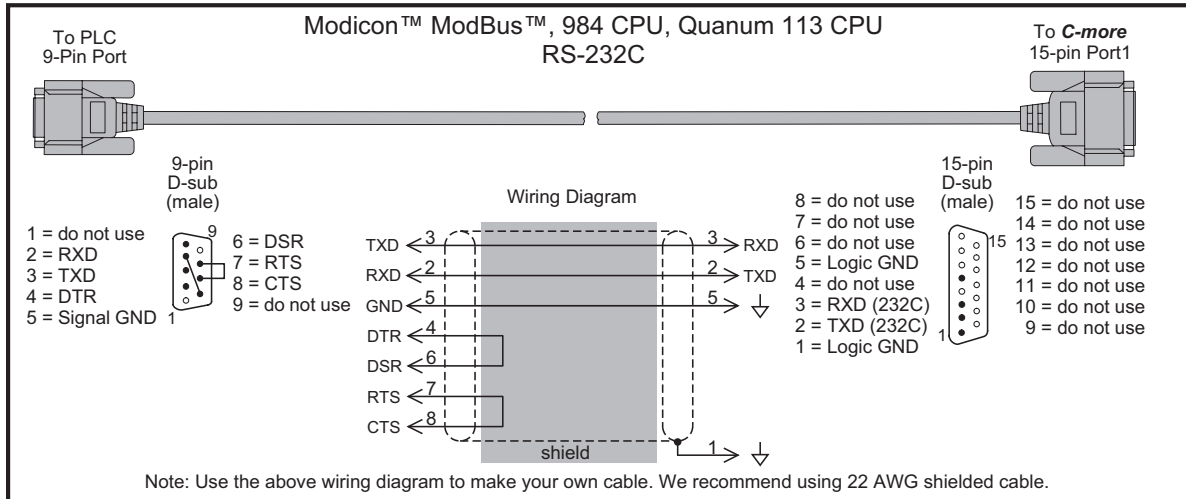 Modicon™ ModBus™, 984 CPU, Quanum 113 CPU
RS-232C
To PLC
9-Pin Port
To C-more
15-pin Port1
9-pin
D-sub
(male)
1 = do not use
2 = RXD
3 = TXD
4 = DTR
5 = Signal GND
9
1
6 = DSR
7 = RTS
8 = CTS
9 = do not use
Wiring Diagram
TXD 3 3 RXD
RXD 2 2 TXD
GND 5 5
DTR 4
DSR 6
RTS 7
CTS 8
shield
1
8 = do not use
7 = do not use
6 = do not use
5 = Logic GND
4 = do not use
3 = RXD (232C)
2 = TXD (232C)
1 = Logic GND
15-pin
D-sub
(male)
15
1
15 = do not use
14 = do not use
13 = do not use
12 = do not use
11 = do not use
10 = do not use
9 = do not use
Note: Use the above wiring diagram to make your own cable. We recommend using 22 AWG shielded cable.